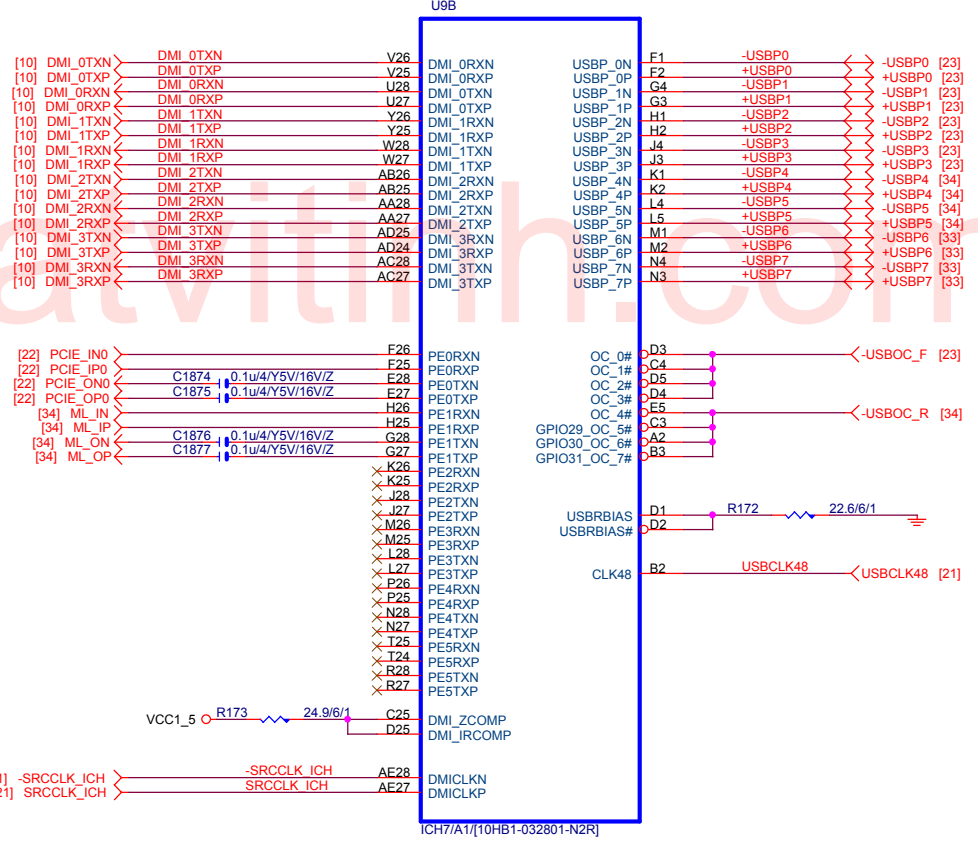 U9B
[10] DMI_0TXN DMI_0TXN V26 DMI_0RXN USBP_0N F1 -USBP0 -USBP0 [23]
[10] DMI_0TXP DMI_0TXP V25 DMI_0RXP USBP_0P F2 +USBP0 +USBP0 [23]
[10] DMI_0RXN DMI_0RXN U28 DMI_0TXN USBP_1N G4 -USBP1 -USBP1 [23]
[10] DMI_0RXP DMI_0RXP U27 DMI_0TXP USBP_1P G3 +USBP1 +USBP1 [23]
[10] DMI_1TXN DMI_1TXN Y26 DMI_1RXN USBP_2N H1 -USBP2 -USBP2 [23]
[10] DMI_1TXP DMI_1TXP Y25 DMI_1RXP USBP_2P H2 +USBP2 +USBP2 [23]
[10] DMI_1RXN DMI_1RXN W28 DMI_1TXN USBP_3N J4 -USBP3 -USBP3 [23]
[10] DMI_1RXP DMI_1RXP W27 DMI_1TXP USBP_3P J3 +USBP3 +USBP3 [23]
[10] DMI_2TXN DMI_2TXN AB26 DMI_2RXN USBP_4N K1 -USBP4 -USBP4 [34]
[10] DMI_2TXP DMI_2TXP AB25 DMI_2RXP USBP_4P K2 +USBP4 +USBP4 [34]
[10] DMI_2RXN DMI_2RXN AA28 DMI_2TXN USBP_5N L4 -USBP5 -USBP5 [34]
[10] DMI_2RXP DMI_2RXP AA27 DMI_2TXP USBP_5P L5 +USBP5 +USBP5 [34]
[10] DMI_3TXN DMI_3TXN AD25 DMI_3RXN USBP_6N M1 -USBP6 -USBP6 [33]
[10] DMI_3TXP DMI_3TXP AD24 DMI_3RXP USBP_6P M2 +USBP6 +USBP6 [33]
[10] DMI_3RXN DMI_3RXN AC28 DMI_3TXN USBP_7N N4 -USBP7 -USBP7 [33]
[10] DMI_3RXP DMI_3RXP AC27 DMI_3TXP USBP_7P N3 +USBP7 +USBP7 [33]
atvitinh.com
[22] PCIE_IN0 F26 PE0RXN OC_0# D3 -USBOC_F [23]
[22] PCIE_IP0 F25 PE0RXP OC_1# C4
[22] PCIE_ON0 C1874 0.1u/4/Y5V/16V/Z E28 PE0TXN OC_2# D5
[22] PCIE_OP0 C1875 0.1u/4/Y5V/16V/Z E27 PE0TXP OC_3# D4
[34] ML_IN H26 PE1RXN OC_4# E5 -USBOC_R [34]
[34] ML_IP H25 PE1RXP GPIO29_OC_5# C3
[34] ML_ON C1876 0.1u/4/Y5V/16V/Z G28 PE1TXN GPIO30_OC_6# A2
[34] ML_OP C1877 0.1u/4/Y5V/16V/Z G27 PE1TXP GPIO31_OC_7# B3
K26 PE2RXN
K25 PE2RXP
J28 PE2TXN
J27 PE2TXP USBRBIAS D1 R172 22.6/6/1
M26 PE3RXN USBRBIAS# D2
M25 PE3RXP
L28 PE3TXN
L27 PE3TXP CLK48 B2 USBCLK48 USBCLK48 [21]
P26 PE4RXN
P25 PE4RXP
N28 PE4TXN
N27 PE4TXP
T25 PE5RXN
T24 PE5RXP
R28 PE5TXN
R27 PE5TXP
VCC1_5 R173 24.9/6/1 C25 DMI_ZCOMP
D25 DMI_IRCOMP
] -SRCCLK_ICH -SRCCLK_ICH AE28 DMICLKN
21] SRCCLK_ICH SRCCLK_ICH AE27 DMICLKP
ICH7/A1/[10HB1-032801-N2R]